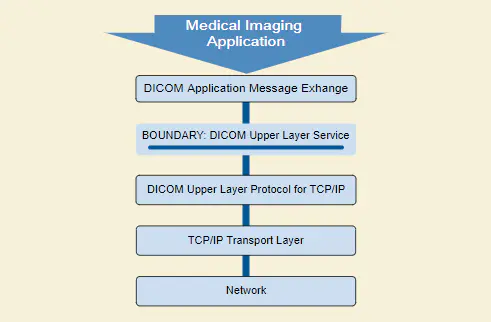 Medical Imaging
Application
DICOM Application Message Exhange
BOUNDARY: DICOM Upper Layer Service
DICOM Upper Layer Protocol for TCP/IP
TCP/IP Transport Layer
Network